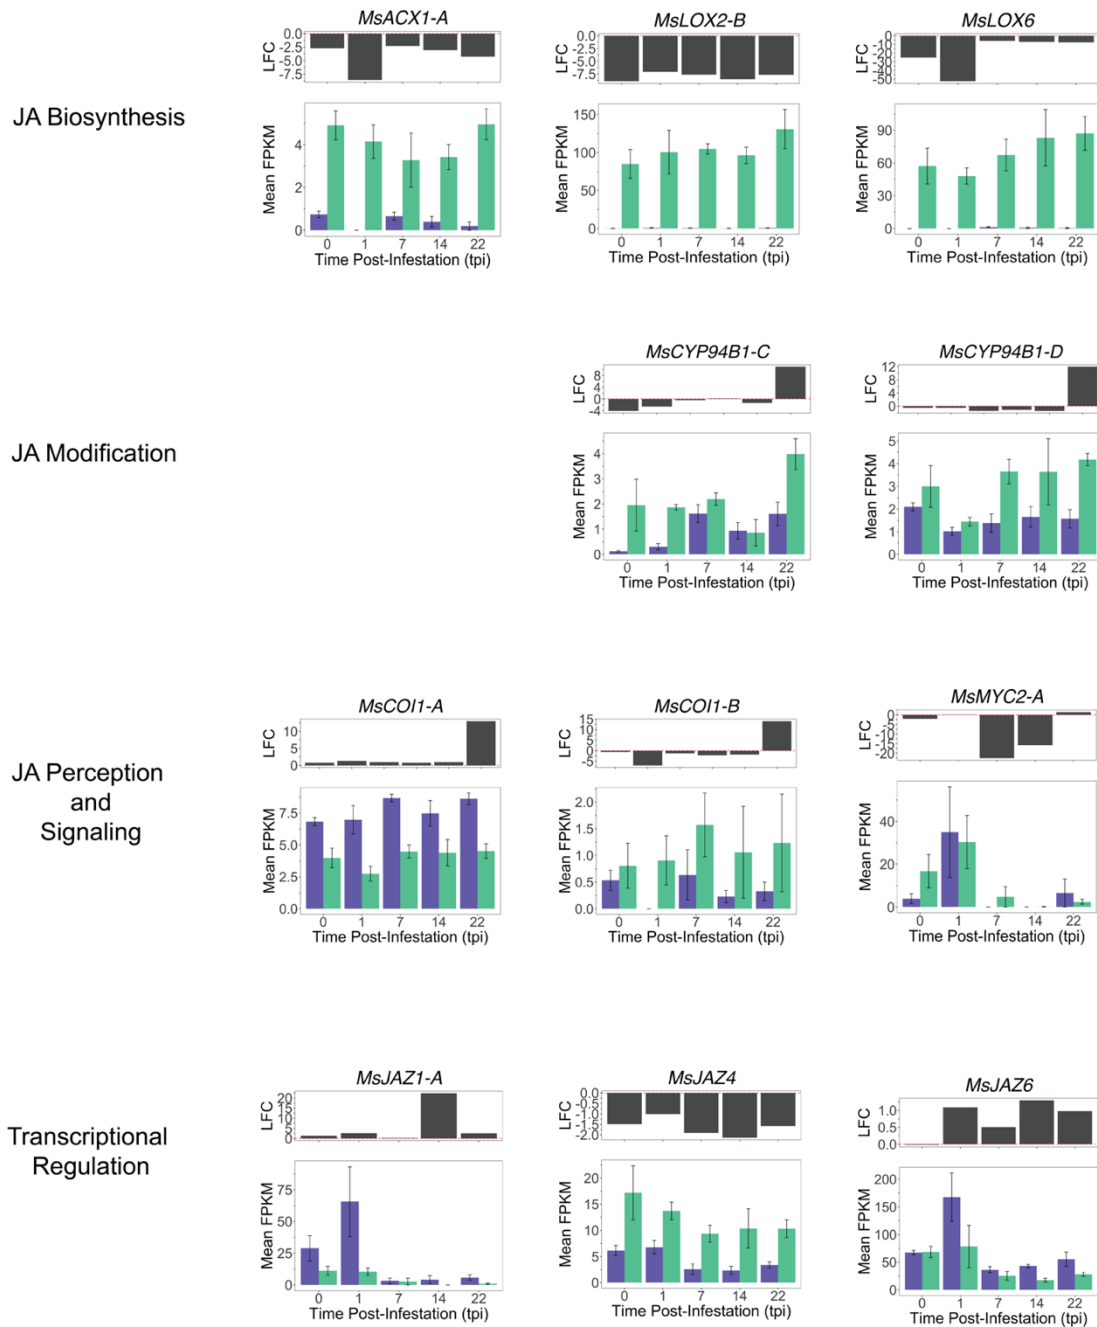 JA Biosynthesis
MsACX1-A
LFC
0.0
-2.5
-5.0
-7.5
Mean FPKM
4
2
0
0 1 7 14 22
Time Post-Infestation (tpi)
MsLOX2-B
LFC
0.0
-2.5
-5.0
-7.5
Mean FPKM
150
100
50
0
0 1 7 14 22
Time Post-Infestation (tpi)
MsLOX6
LFC
0
-10
-20
-30
-40
-50
Mean FPKM
90
60
30
0
0 1 7 14 22
Time Post-Infestation (tpi)
JA Modification
MsCYP94B1-C
LFC
8
4
0
-4
Mean FPKM
4
3
2
1
0
0 1 7 14 22
Time Post-Infestation (tpi)
MsCYP94B1-D
LFC
12
8
4
0
Mean FPKM
5
4
3
2
1
0
0 1 7 14 22
Time Post-Infestation (tpi)
JA Perception
and
Signaling
MsCOI1-A
LFC
10
5
0
Mean FPKM
7.5
5.0
2.5
0.0
0 1 7 14 22
Time Post-Infestation (tpi)
MsCOI1-B
LFC
15
10
5
0
-5
Mean FPKM
2.0
1.5
1.0
0.5
0.0
0 1 7 14 22
Time Post-Infestation (tpi)
MsMYC2-A
LFC
0
-5
-10
-15
-20
Mean FPKM
40
20
0
0 1 7 14 22
Time Post-Infestation (tpi)
Transcriptional
Regulation
MsJAZ1-A
LFC
20
15
10
5
0
Mean FPKM
75
50
25
0
0 1 7 14 22
Time Post-Infestation (tpi)
MsJAZ4
LFC
0.0
-0.5
-1.0
-1.5
-2.0
Mean FPKM
20
15
10
5
0
0 1 7 14 22
Time Post-Infestation (tpi)
MsJAZ6
LFC
1.0
0.5
0.0
Mean FPKM
200
150
100
50
0
0 1 7 14 22
Time Post-Infestation (tpi)